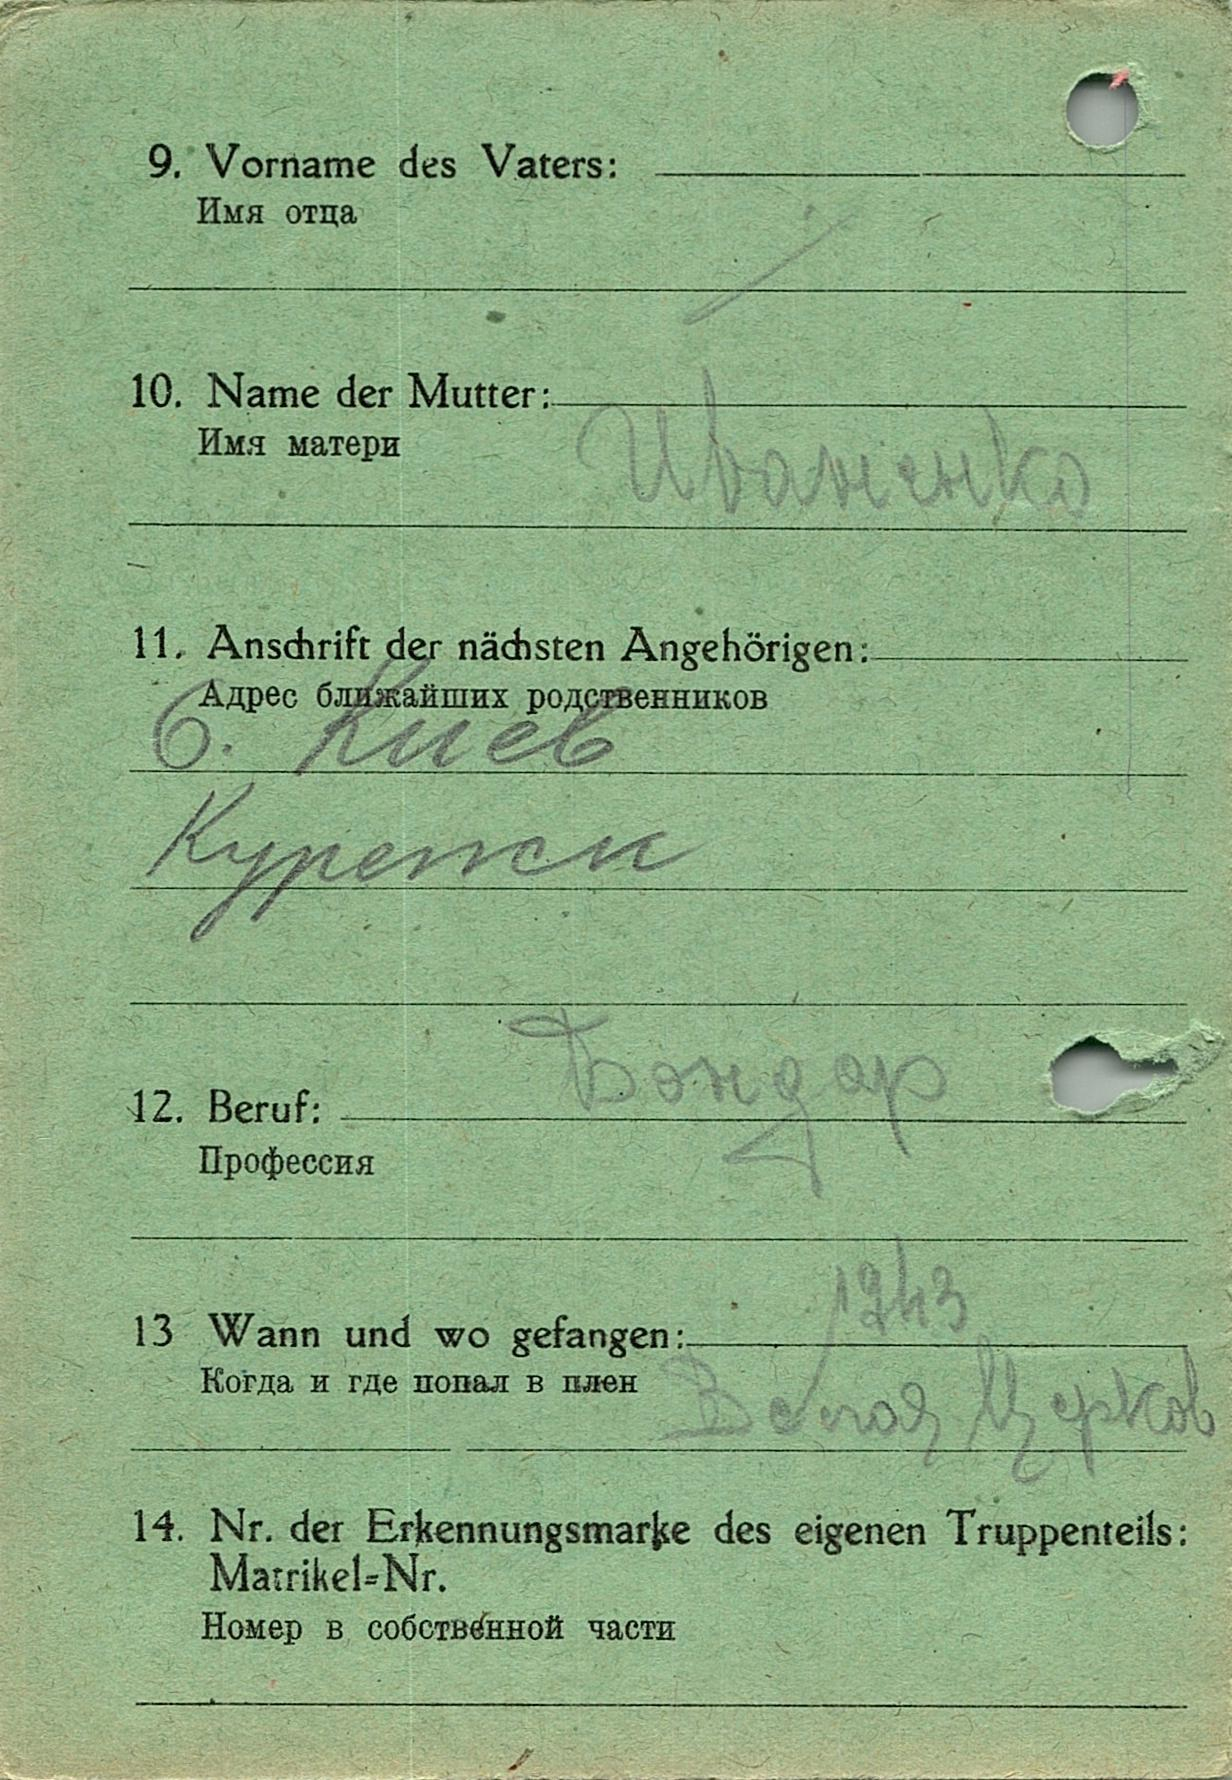 9. Vorname des Vaters:
Имя отца
10. Name der Mutter:
Имя матери
Иваненко
11. Anschrift der nächsten Angehörigen:
Адрес ближайших родственников
б. Киев
Бондар
12. Beruf:
Профессия
1943
13 Wann und wo gefangen:
Когда и где попал в плен
Белая Церков
14. Nr. der Erkennungsmarke des eigenen Truppenteils:
Matrikel-Nr.
Номер в собственной части